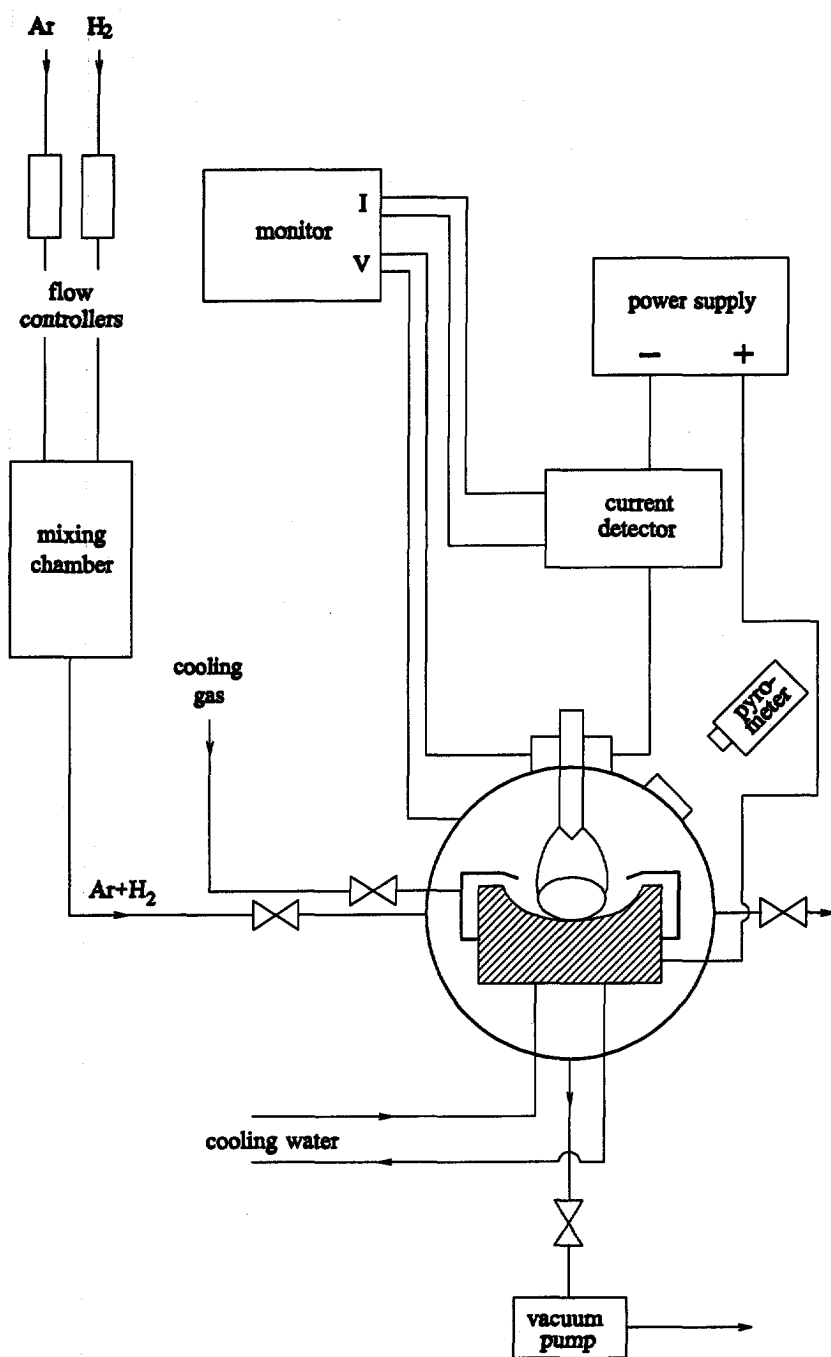 Ar H₂
flow
controllers
mixing
chamber
monitor
I
V
power supply
− +
current
detector
pyro-
meter
cooling
gas
Ar+H₂
cooling water
vacuum
pump